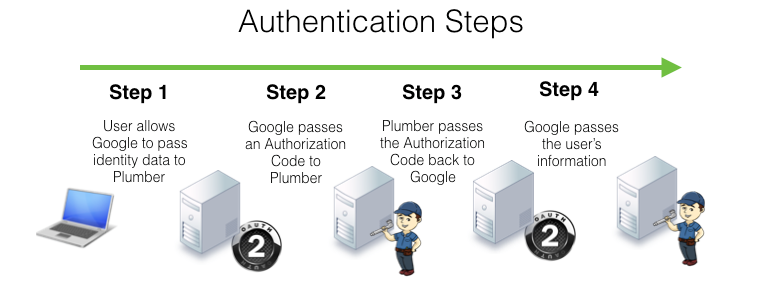 Authentication Steps
Step 1
User allows
Google to pass
identity data to
Plumber
Step 2
Google passes
an Authorization
Code to
Plumber
Step 3
Plumber passes
the Authorization
Code back to
Google
Step 4
Google passes
the user's
information
OAUTH
2
AUTH
OAUTH
2
AUTH